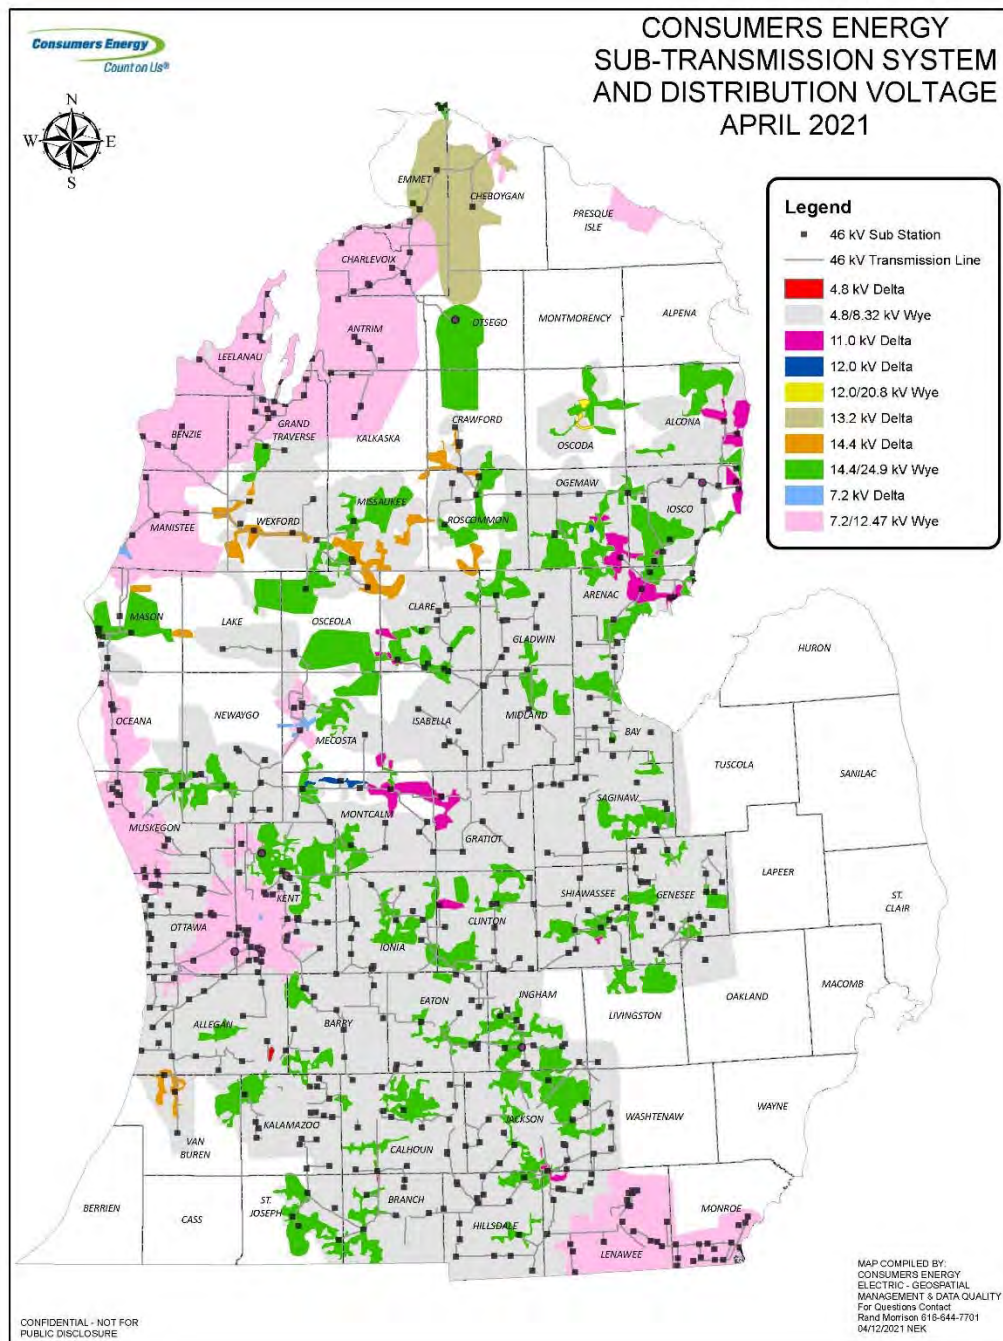 Consumers Energy
Count on Us®
CONSUMERS ENERGY
SUB-TRANSMISSION SYSTEM
AND DISTRIBUTION VOLTAGE
APRIL 2021
N
W
E
S
Legend
46 kV Sub Station
46 kV Transmission Line
4.8 kV Delta
4.8/8.32 kV Wye
11.0 kV Delta
12.0 kV Delta
12.0/20.8 kV Wye
13.2 kV Delta
14.4 kV Delta
14.4/24.9 kV Wye
7.2 kV Delta
7.2/12.47 kV Wye
EMMET
CHEBOYGAN
PRESQUE
ISLE
CHARLEVOIX
ANTRIM
OTSEGO
MONTMORENCY
ALPENA
LEELANAU
BENZIE
GRAND
TRAVERSE
KALKASKA
CRAWFORD
OSCODA
ALCONA
MANISTEE
WEXFORD
MISSAUKEE
ROSCOMMON
OGEMAW
IOSCO
MASON
LAKE
OSCEOLA
CLARE
GLADWIN
ARENAC
HURON
OCEANA
NEWAYGO
MECOSTA
ISABELLA
MIDLAND
BAY
TUSCOLA
SANILAC
MUSKEGON
MONTCALM
GRATIOT
SAGINAW
LAPEER
ST.
CLAIR
OTTAWA
KENT
IONIA
CLINTON
SHIAWASSEE
GENESEE
ALLEGAN
BARRY
EATON
INGHAM
LIVINGSTON
OAKLAND
MACOMB
VAN
BUREN
KALAMAZOO
CALHOUN
JACKSON
WASHTENAW
WAYNE
BERRIEN
CASS
ST.
JOSEPH
BRANCH
HILLSDALE
LENAWEE
MONROE
MAP COMPILED BY:
CONSUMERS ENERGY
ELECTRIC - GEOSPATIAL
MANAGEMENT & DATA QUALITY
For Questions Contact
Rand Morrison 616-644-7701
04/12/2021 NEK
CONFIDENTIAL - NOT FOR
PUBLIC DISCLOSURE